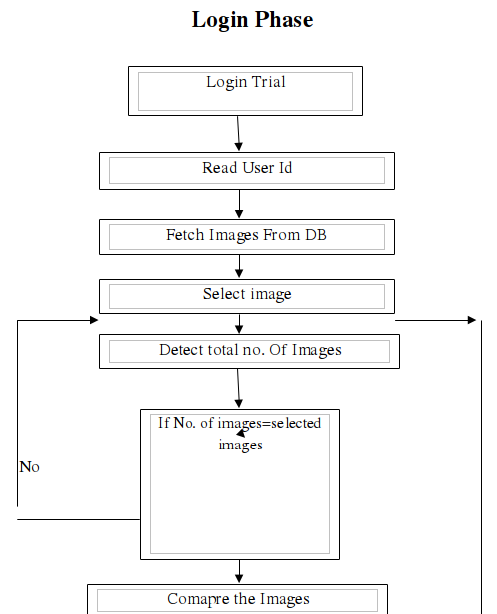 Login Phase
Login Trial
Read User Id
Fetch Images From DB
Select image
Detect total no. Of Images
If No. of images=selected
images
No
Comapre the Images